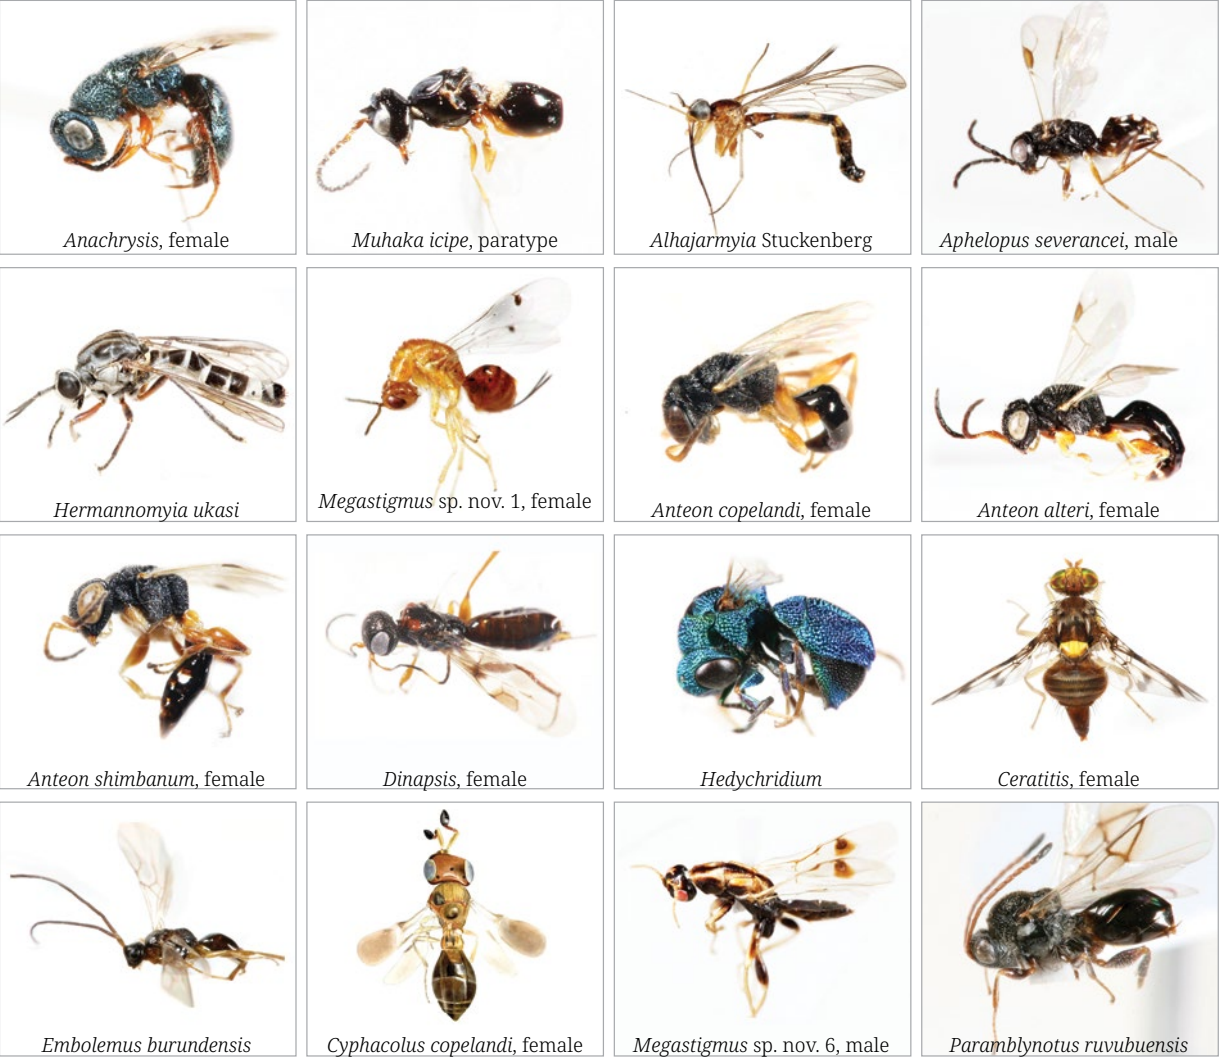 Anachrysis, female
Muhaka icipe, paratype
Alhajarmyia Stuckenberg
Aphelopus severancei, male
Hermannomyia ukasi
Megastigmus sp. nov. 1, female
Anteon copelandi, female
Anteon alteri, female
Anteon shimbanum, female
Dinapsis, female
Hedychridium
Ceratitis, female
Embolemus burundensis
Cyphacolus copelandi, female
Megastigmus sp. nov. 6, male
Paramblynotus ruvubuensis